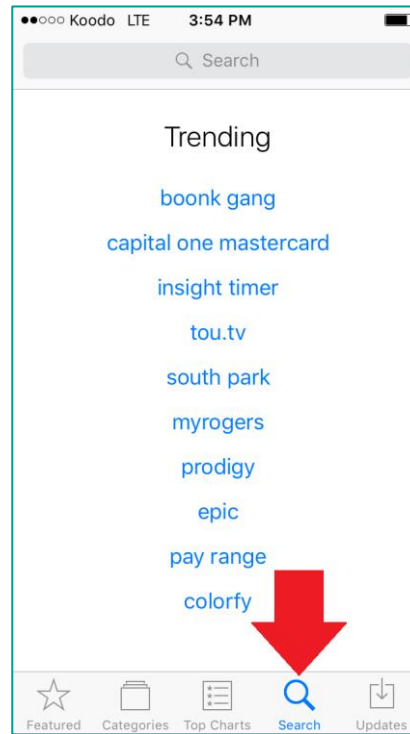 Koodo LTE 3:54 PM
Search
Trending
boonk gang
capital one mastercard
insight timer
tou.tv
south park
myrogers
prodigy
epic
pay range
colorfy
Featured Categories Top Charts Search Updates